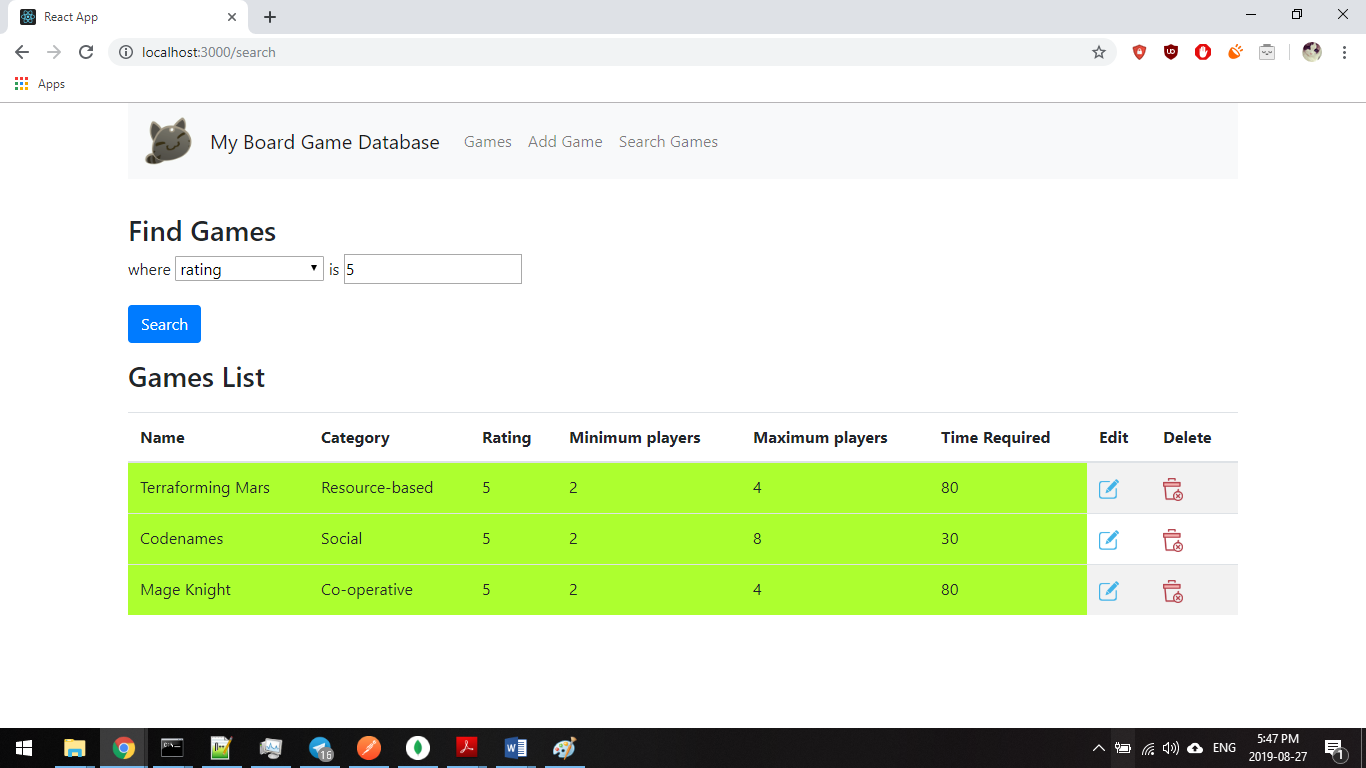 React App
localhost:3000/search
Apps
My Board Game Database Games Add Game Search Games
Find Games
where rating is 5
Search
Games List
Name Category Rating Minimum players Maximum players Time Required Edit Delete
Terraforming Mars Resource-based 5 2 4 80
Codenames Social 5 2 8 30
Mage Knight Co-operative 5 2 4 80
16
ENG
5:47 PM
2019-08-27
1